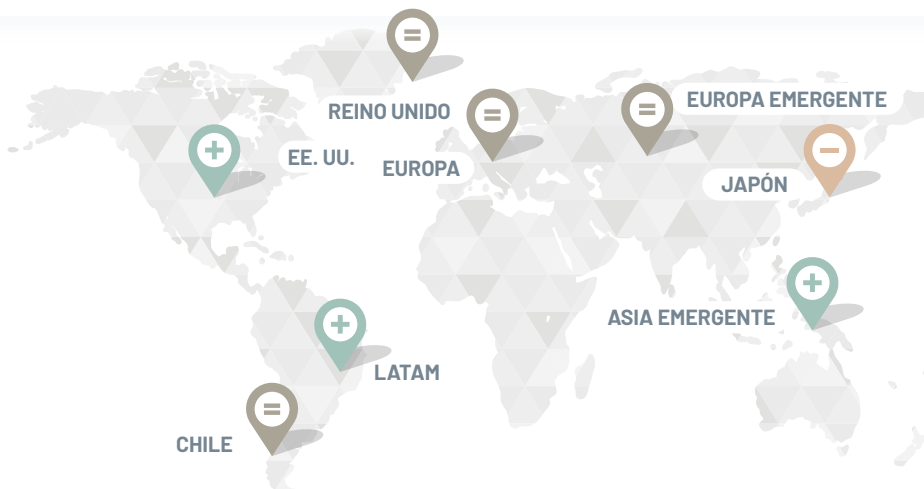 =
REINO UNIDO
=
EUROPA
=
EUROPA EMERGENTE
+
EE. UU.
−
JAPÓN
+
ASIA EMERGENTE
+
LATAM
=
CHILE